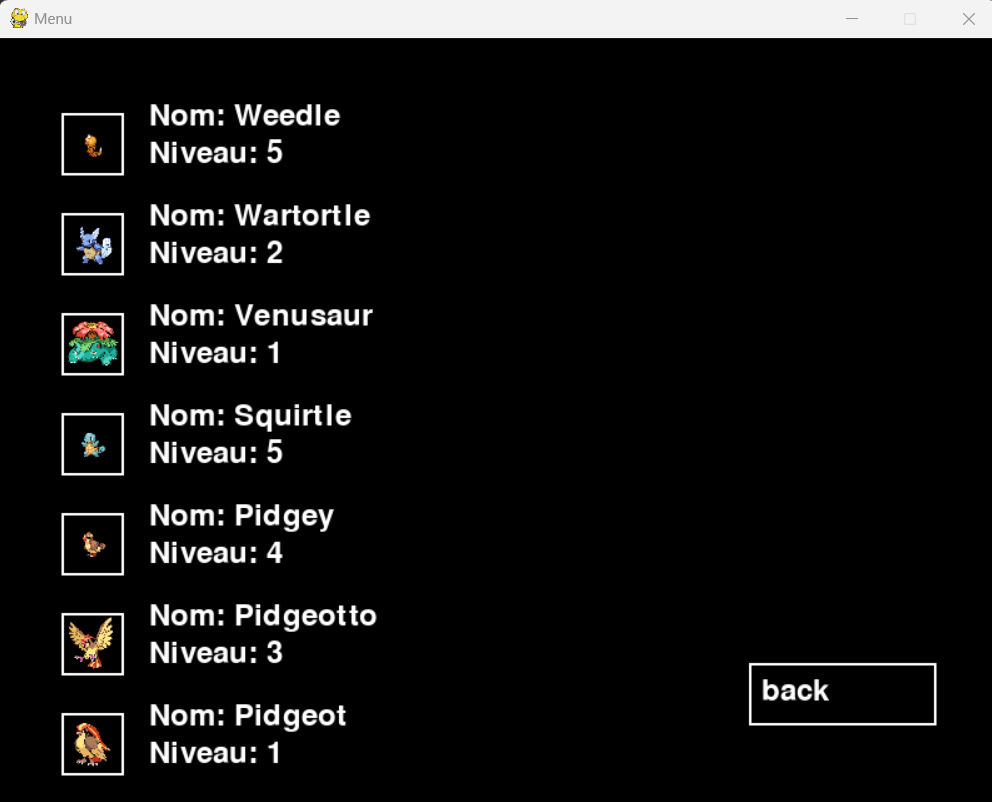 Menu
Nom: Weedle
Niveau: 5
Nom: Wartortle
Niveau: 2
Nom: Venusaur
Niveau: 1
Nom: Squirtle
Niveau: 5
Nom: Pidgey
Niveau: 4
Nom: Pidgeotto
Niveau: 3
back
Nom: Pidgeot
Niveau: 1